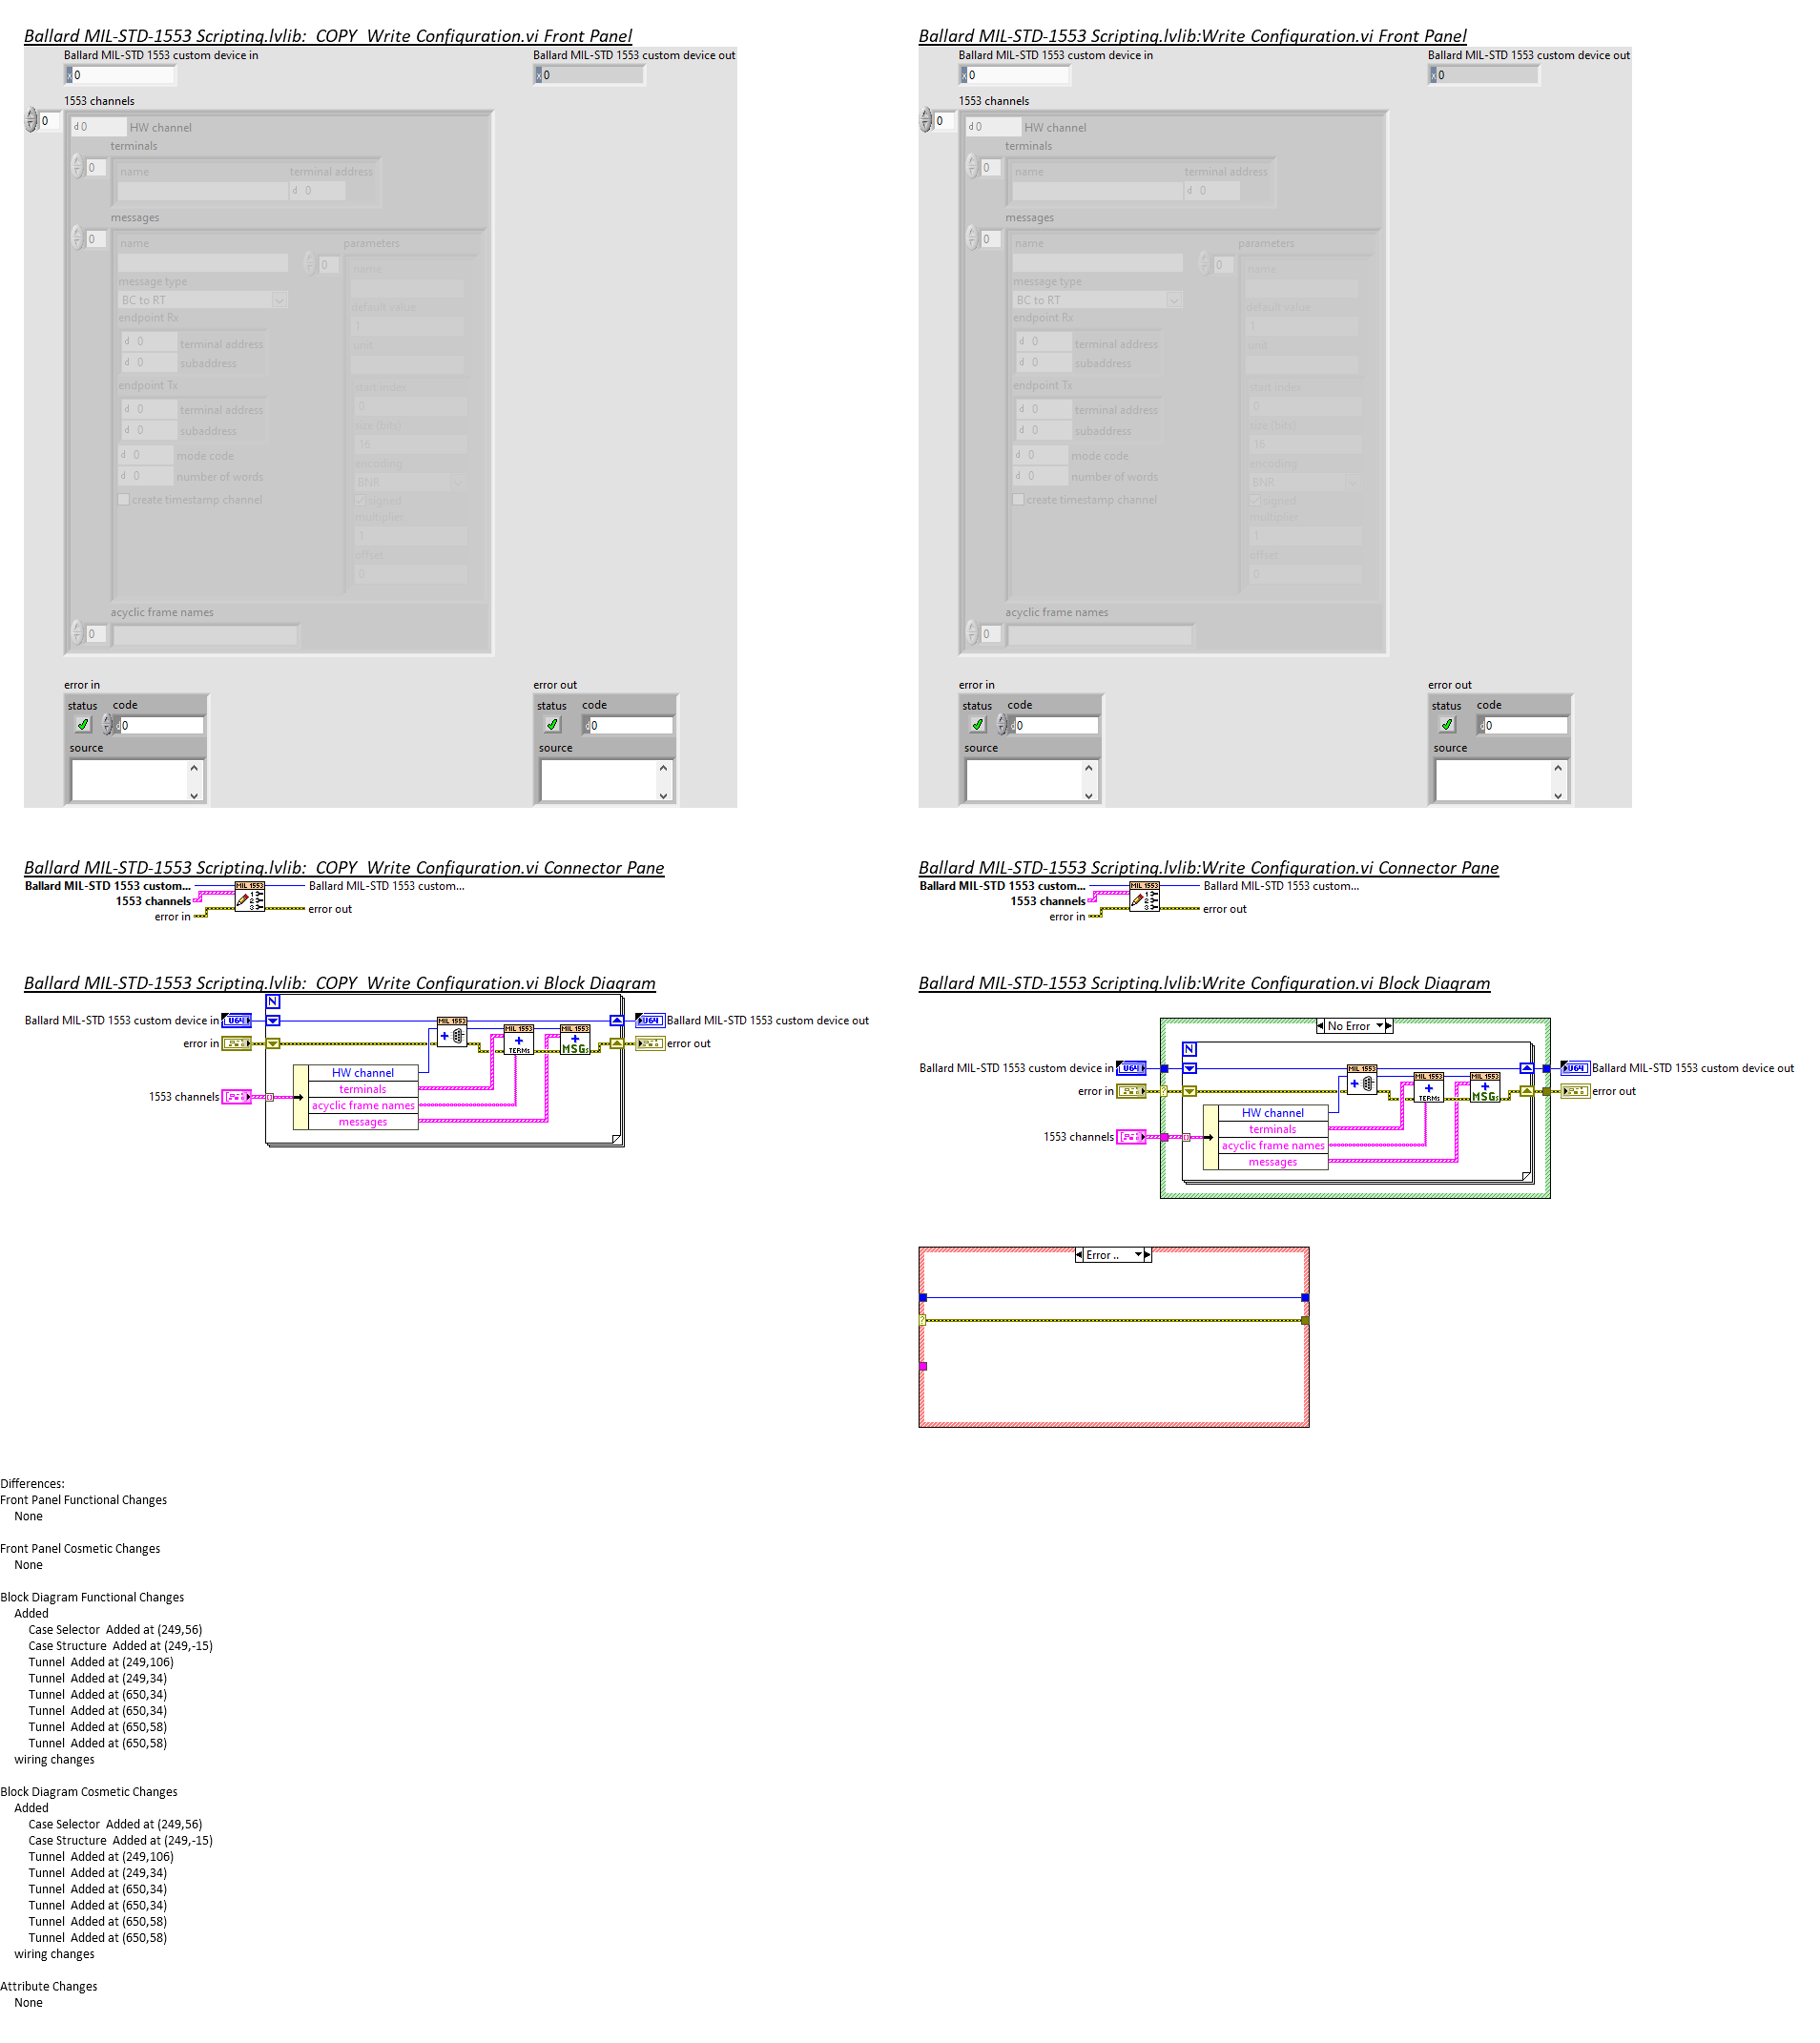 Ballard MIL-STD-1553 Scripting.lvlib:  COPY  Write Configuration.vi Front Panel
Ballard MIL-STD 1553 custom device in
Ballard MIL-STD 1553 custom device out
x 0
x 0
1553 channels
0
d 0 HW channel
terminals
0
name
terminal address
d 0
messages
0
name
parameters
0
name
message type
BC to RT
default value
1
endpoint Rx
d 0 terminal address
unit
d 0 subaddress
endpoint Tx
start index
d 0 terminal address
0
d 0 subaddress
size (bits)
16
d 0 mode code
encoding
d 0 number of words
BNR
create timestamp channel
signed
multiplier
1
offset
0
acyclic frame names
0
error in
error out
status code
status code
d 0
d 0
source
source
Ballard MIL-STD-1553 Scripting.lvlib:Write Configuration.vi Front Panel
Ballard MIL-STD 1553 custom device in
Ballard MIL-STD 1553 custom device out
x 0
x 0
1553 channels
0
d 0 HW channel
terminals
0
name
terminal address
d 0
messages
0
name
parameters
0
name
message type
BC to RT
default value
1
endpoint Rx
d 0 terminal address
unit
d 0 subaddress
endpoint Tx
start index
d 0 terminal address
0
d 0 subaddress
size (bits)
16
d 0 mode code
encoding
d 0 number of words
BNR
create timestamp channel
signed
multiplier
1
offset
0
acyclic frame names
0
error in
error out
status code
status code
d 0
d 0
source
source
Ballard MIL-STD-1553 Scripting.lvlib:  COPY  Write Configuration.vi Connector Pane
Ballard MIL-STD 1553 custom...
MIL 1553
Ballard MIL-STD 1553 custom...
1553 channels
1
2
3
error in
error out
Ballard MIL-STD-1553 Scripting.lvlib:Write Configuration.vi Connector Pane
Ballard MIL-STD 1553 custom...
MIL 1553
Ballard MIL-STD 1553 custom...
1553 channels
1
2
3
error in
error out
Ballard MIL-STD-1553 Scripting.lvlib:  COPY  Write Configuration.vi Block Diagram
N
Ballard MIL-STD 1553 custom device in
U64
MIL 1553
MIL 1553
TERMs
MIL 1553
MSGs
U64
Ballard MIL-STD 1553 custom device out
error in
error out
HW channel
terminals
1553 channels
acyclic frame names
messages
Ballard MIL-STD-1553 Scripting.lvlib:Write Configuration.vi Block Diagram
No Error
N
Ballard MIL-STD 1553 custom device in
U64
MIL 1553
MIL 1553
TERMs
MIL 1553
MSGs
U64
Ballard MIL-STD 1553 custom device out
error in
?
error out
HW channel
terminals
1553 channels
acyclic frame names
messages
Error ..
?
Differences:
Front Panel Functional Changes
None
Front Panel Cosmetic Changes
None
Block Diagram Functional Changes
Added
Case Selector  Added at (249,56)
Case Structure  Added at (249,-15)
Tunnel  Added at (249,106)
Tunnel  Added at (249,34)
Tunnel  Added at (650,34)
Tunnel  Added at (650,34)
Tunnel  Added at (650,58)
Tunnel  Added at (650,58)
wiring changes
Block Diagram Cosmetic Changes
Added
Case Selector  Added at (249,56)
Case Structure  Added at (249,-15)
Tunnel  Added at (249,106)
Tunnel  Added at (249,34)
Tunnel  Added at (650,34)
Tunnel  Added at (650,34)
Tunnel  Added at (650,58)
Tunnel  Added at (650,58)
wiring changes
Attribute Changes
None